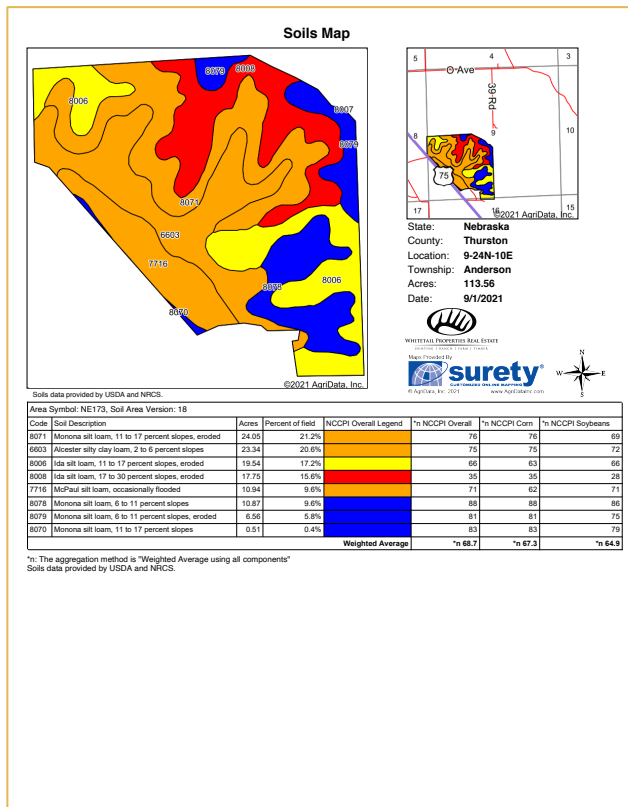 Soils Map
8079
8008
8006
8007
8079
8071
6603
7716
8006
8078
8070
©2021 AgriData, Inc.
Soils data provided by USDA and NRCS.
5
4
3
O Ave
39 Rd
8
9
10
75
17
16
15
©2021 AgriData, Inc.
State: Nebraska
County: Thurston
Location: 9-24N-10E
Township: Anderson
Acres: 113.56
Date: 9/1/2021
WHITETAIL PROPERTIES REAL ESTATE
HUNTING | RANCH | FARM | TIMBER
Maps Provided By
surety®
CUSTOMIZED ONLINE MAPPING
© AgriData, Inc. 2021 www.AgriDataInc.com
N
W E
S
Area Symbol: NE173, Soil Area Version: 18
Code Soil Description Acres Percent of field NCCPI Overall Legend *n NCCPI Overall *n NCCPI Corn *n NCCPI Soybeans
8071 Monona silt loam, 11 to 17 percent slopes, eroded 24.05 21.2% 76 76 69
6603 Alcester silty clay loam, 2 to 6 percent slopes 23.34 20.6% 75 75 72
8006 Ida silt loam, 11 to 17 percent slopes, eroded 19.54 17.2% 66 63 66
8008 Ida silt loam, 17 to 30 percent slopes, eroded 17.75 15.6% 35 35 28
7716 McPaul silt loam, occasionally flooded 10.94 9.6% 71 62 71
8078 Monona silt loam, 6 to 11 percent slopes 10.87 9.6% 88 88 86
8079 Monona silt loam, 6 to 11 percent slopes, eroded 6.56 5.8% 81 81 75
8070 Monona silt loam, 11 to 17 percent slopes 0.51 0.4% 83 83 79
Weighted Average *n 68.7 *n 67.3 *n 64.9
*n: The aggregation method is "Weighted Average using all components"
Soils data provided by USDA and NRCS.